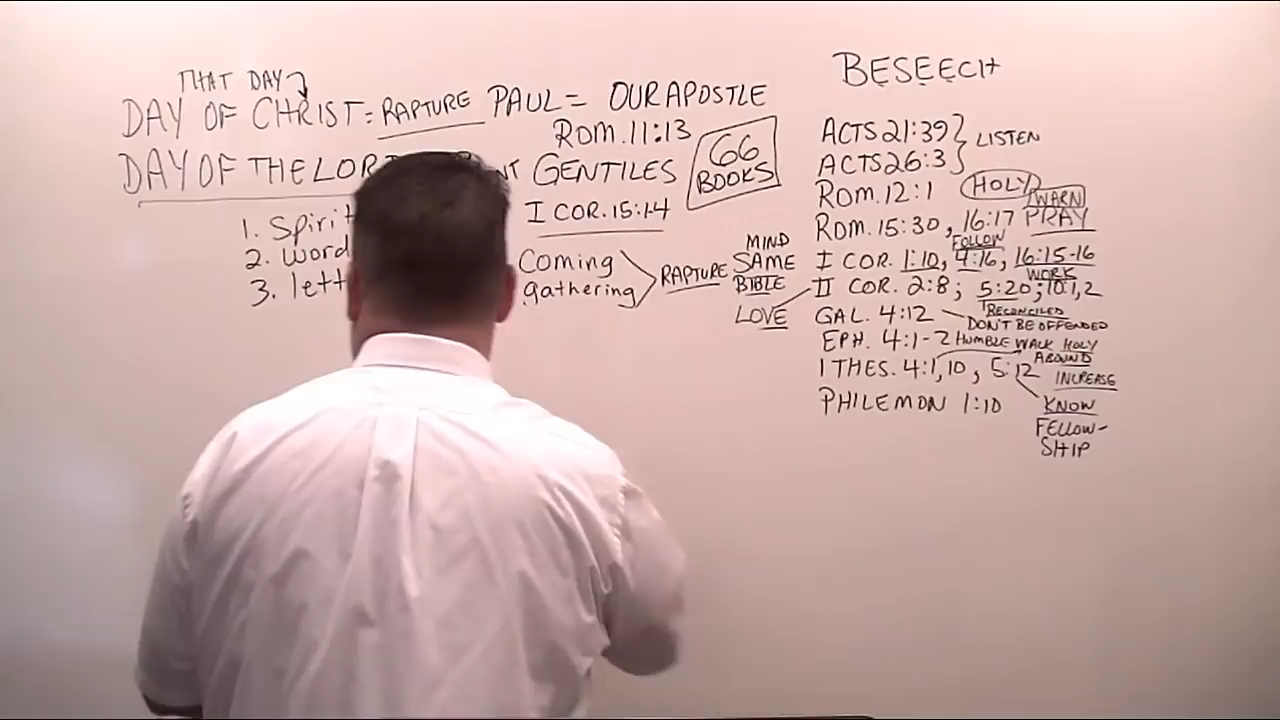 THAT DAY
DAY OF CHRIST = RAPTURE PAUL = OUR APOSTLE
ROM. 11:13
DAY OF THE LOR GENTILES
66 BOOKS
1. Spiri I COR. 15:1-4
2. word
3. lett
Coming
gathering
RAPTURE
MIND
SAME
BIBLE
LOVE
BESEECH
ACTS 21:39
ACTS 26:3 } LISTEN
ROM. 12:1 HOLY
WARN
ROM. 15:30, 16:17 PRAY
FOLLOW
I COR. 1:10, 4:16, 16:15-16
WORK
II COR. 2:8; 5:20; 10:1,2
RECONCILED
GAL. 4:12 DON'T BE OFFENDED
EPH. 4:1-2 HUMBLE WALK HOLY
ABOUND
1 THES. 4:1,10, 5:12 INCREASE
PHILEMON 1:10 KNOW
FELLOW-
SHIP